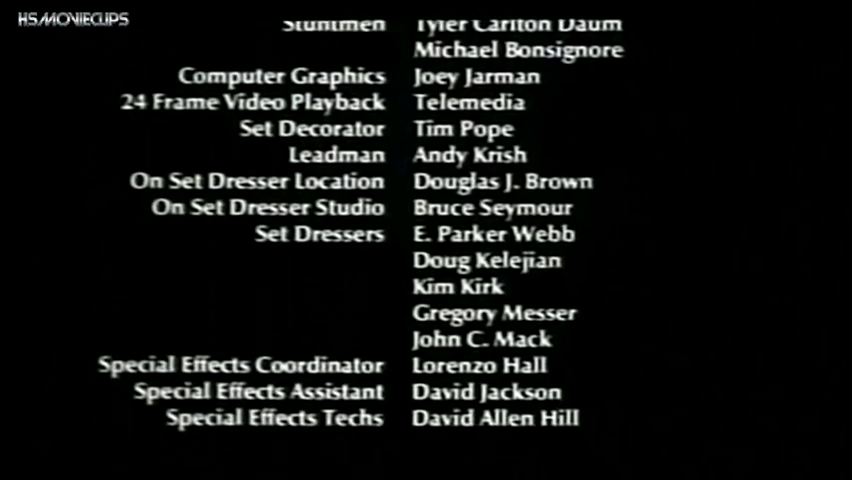 HSMOVIECLIPS
Stuntmen Tyler Carlton Daum
Michael Bonsignore
Computer Graphics Joey Jarman
24 Frame Video Playback Telemedia
Set Decorator Tim Pope
Leadman Andy Krish
On Set Dresser Location Douglas J. Brown
On Set Dresser Studio Bruce Seymour
Set Dressers E. Parker Webb
Doug Kelejian
Kim Kirk
Gregory Messer
John C. Mack
Special Effects Coordinator Lorenzo Hall
Special Effects Assistant David Jackson
Special Effects Techs David Allen Hill